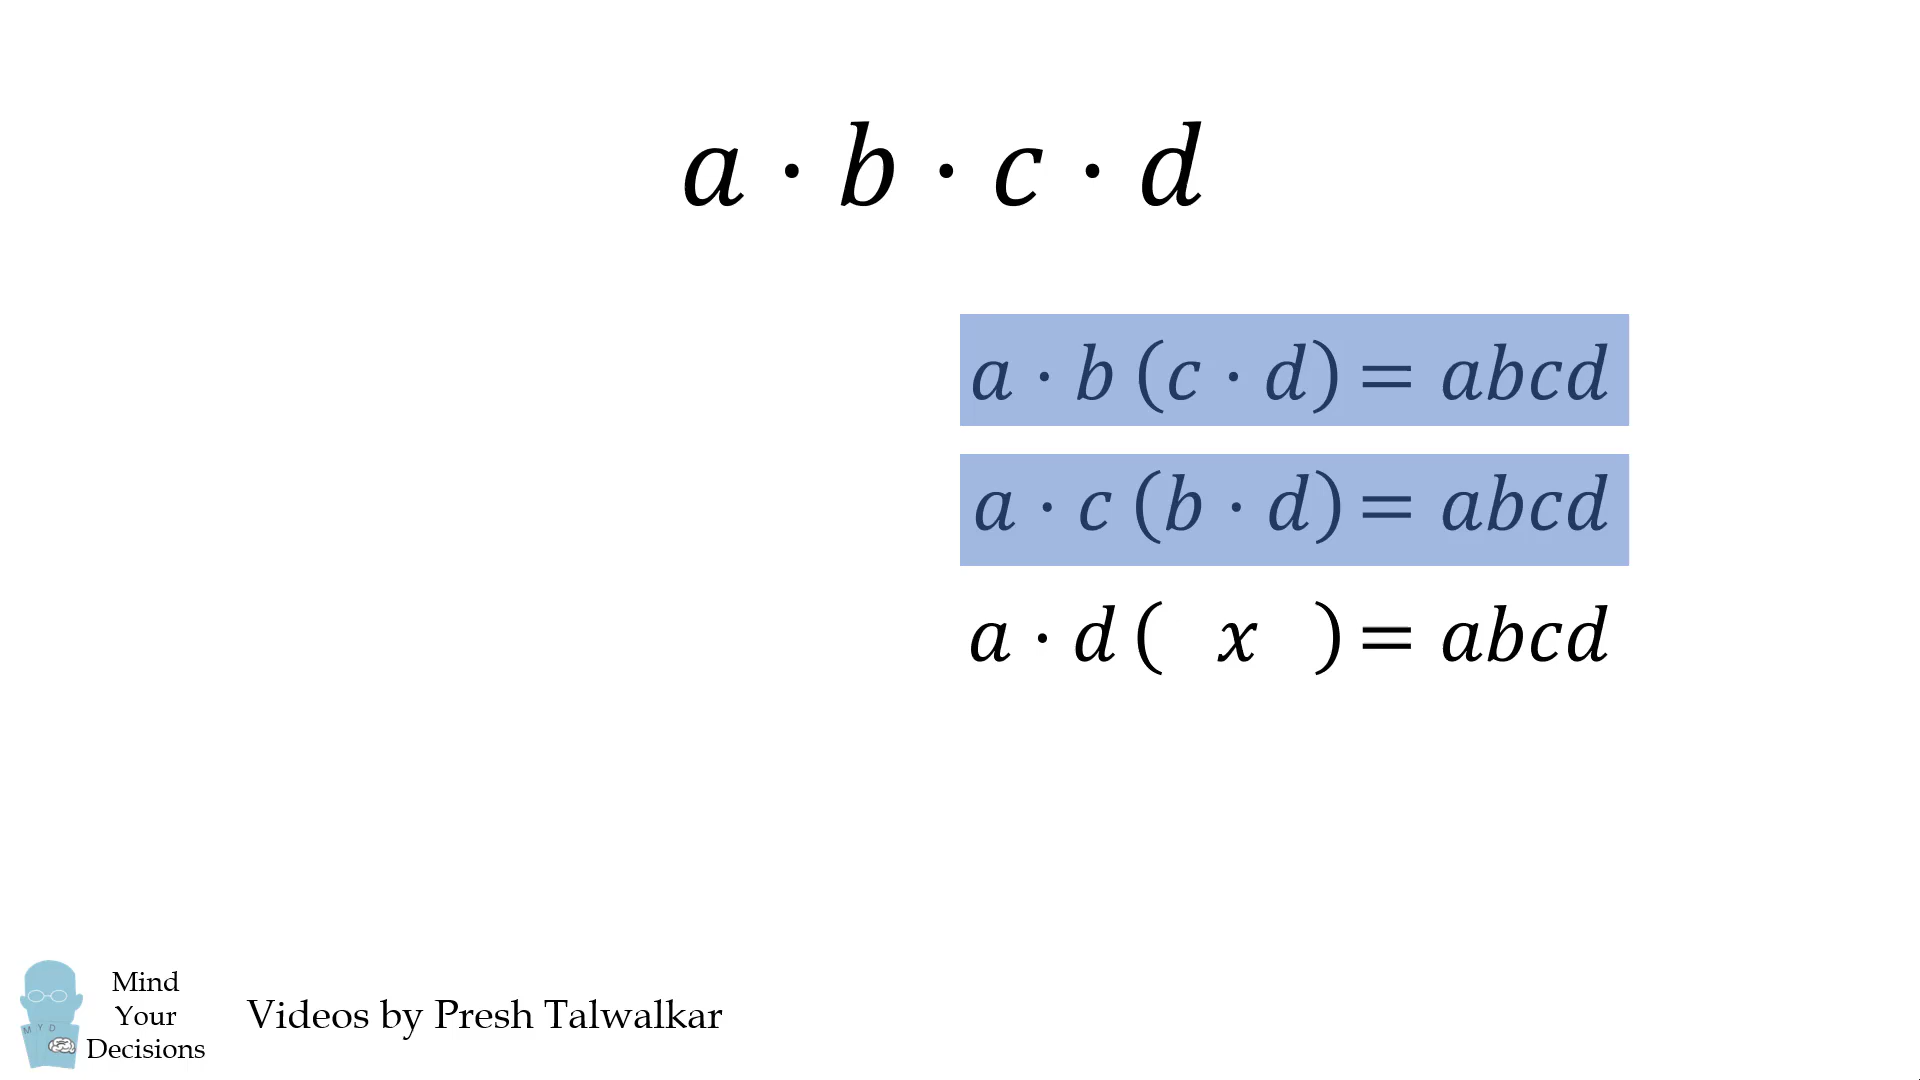 a · b · c · d
a · b (c · d) = abcd
a · c (b · d) = abcd
a · d ( x ) = abcd
M Y D
Mind
Your
Decisions
Videos by Presh Talwalkar